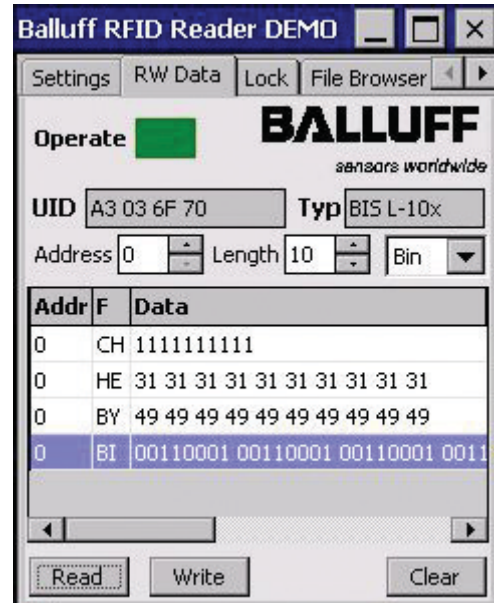 Balluff RFID Reader DEMO
Settings RW Data Lock File Browser
Operate BALLUFF
sensors worldwide
UID A3 03 6F 70 Typ BIS L-10x
Address 0 Length 10 Bin
Addr F Data
0 CH 1111111111
0 HE 31 31 31 31 31 31 31 31 31 31
0 BY 49 49 49 49 49 49 49 49 49 49
0 BI 00110001 00110001 00110001 0011
Read Write Clear